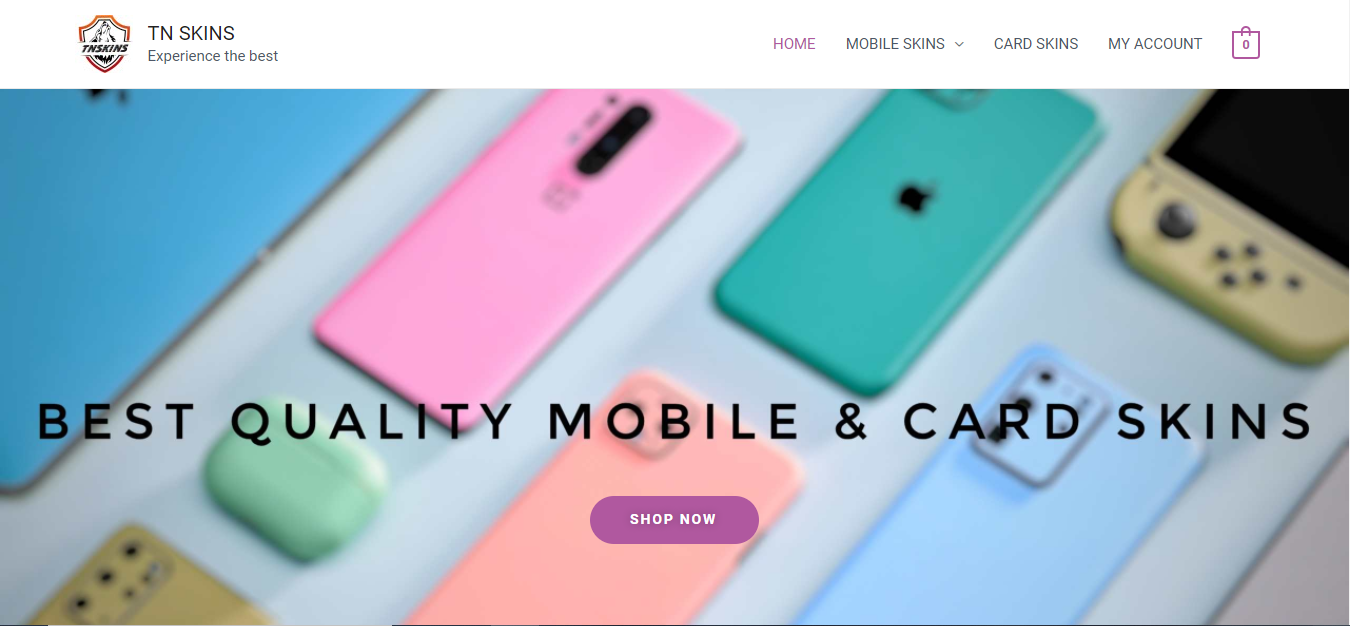 TNSKINS
TN SKINS
Experience the best
HOME
MOBILE SKINS
CARD SKINS
MY ACCOUNT
0
BEST QUALITY MOBILE & CARD SKINS
SHOP NOW